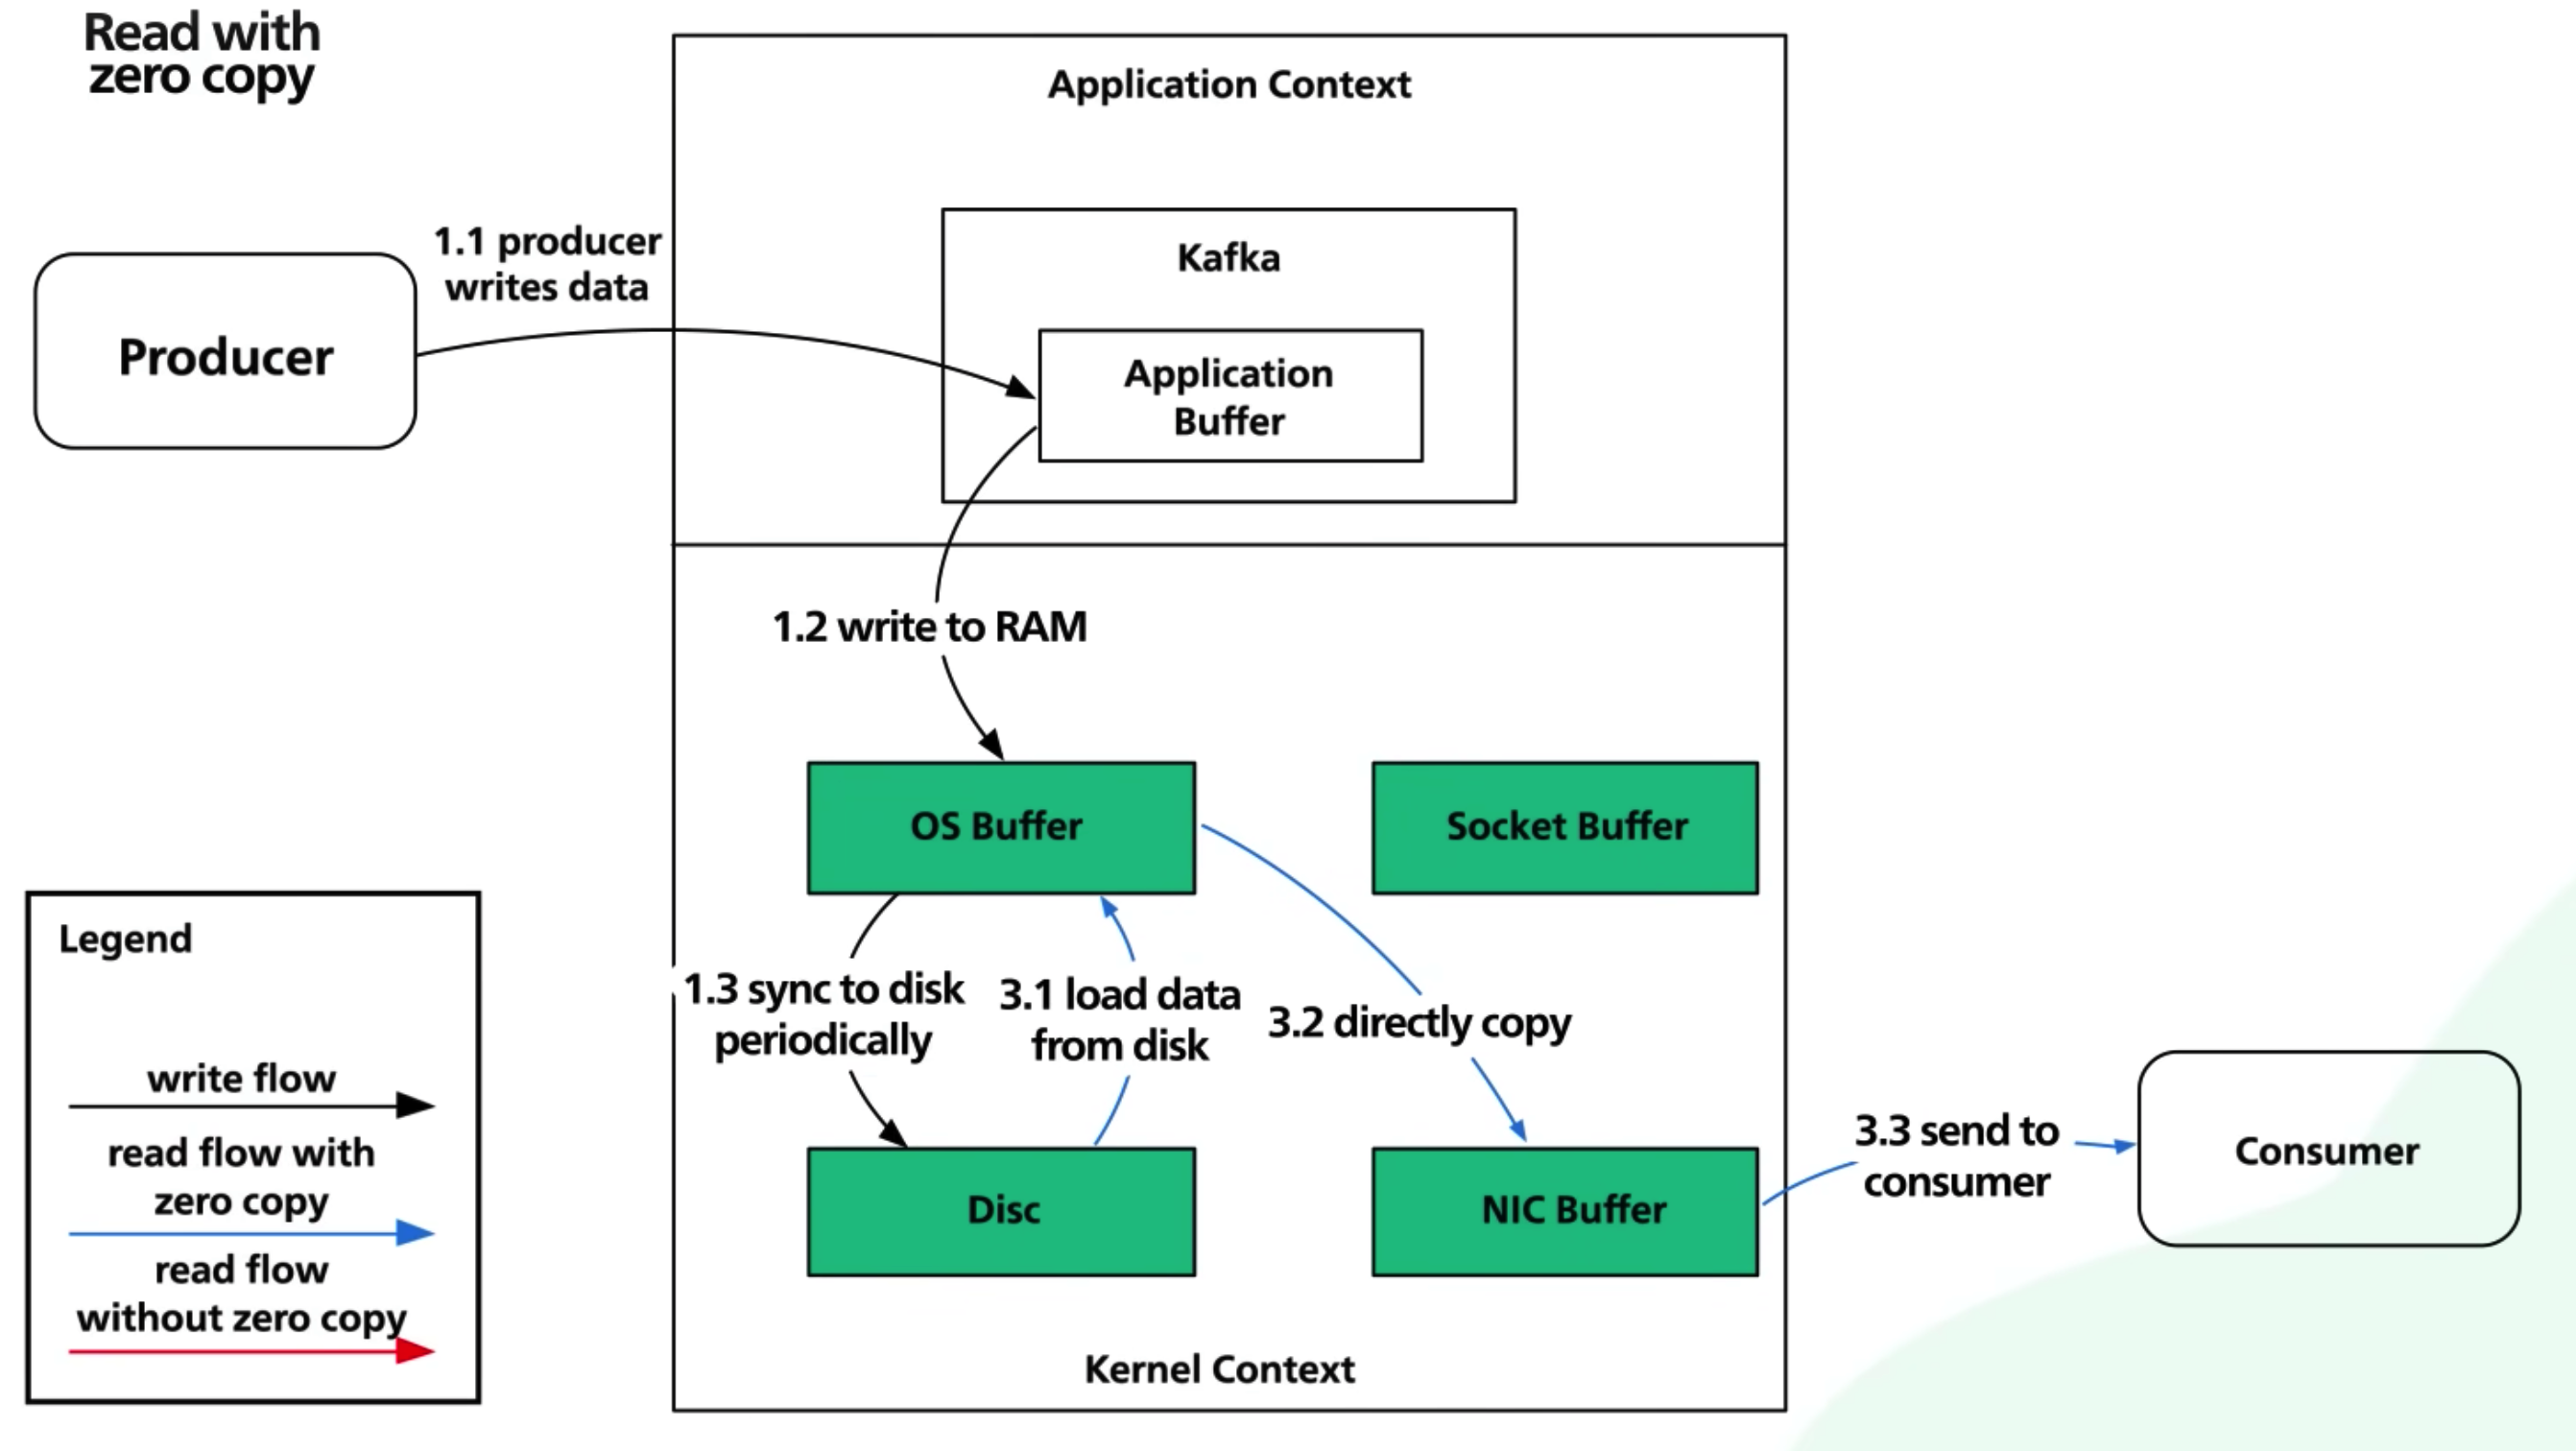 Read with
zero copy
Application Context
Kafka
Application
Buffer
Producer
1.1 producer
writes data
1.2 write to RAM
OS Buffer
Socket Buffer
1.3 sync to disk
periodically
3.1 load data
from disk
3.2 directly copy
Disc
NIC Buffer
3.3 send to
consumer
Consumer
Kernel Context
Legend
write flow
read flow with
zero copy
read flow
without zero copy